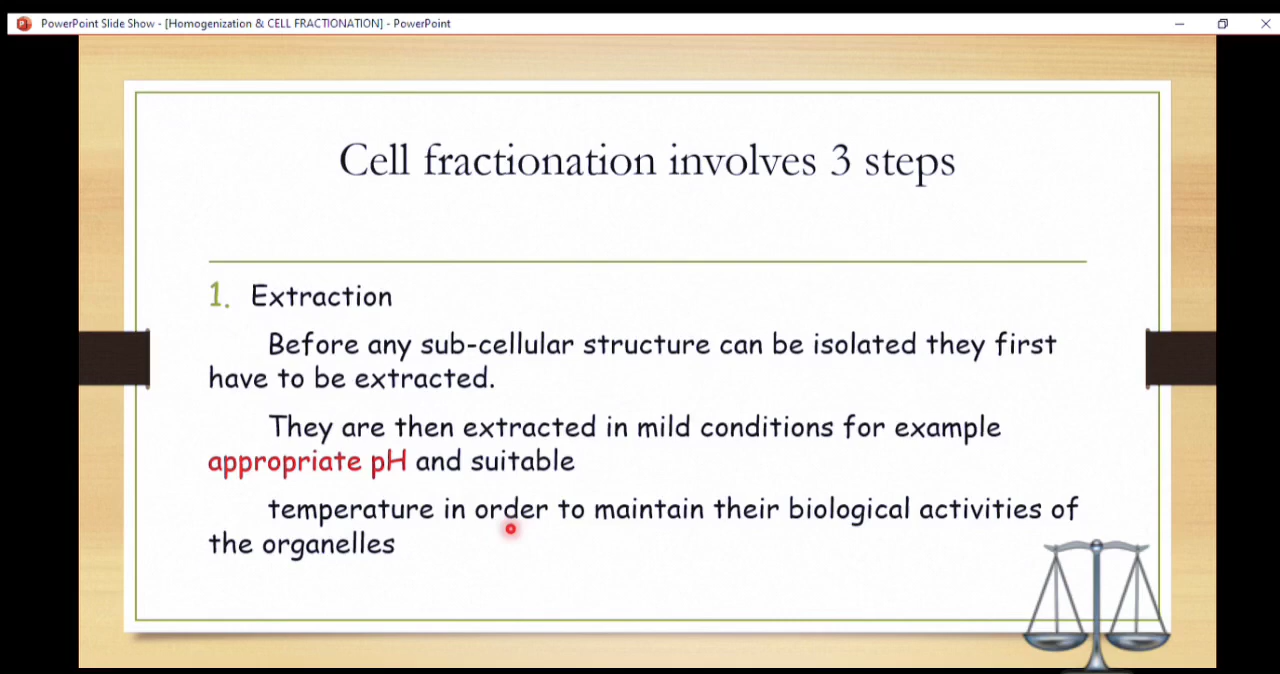 PowerPoint Slide Show - [Homogenization & CELL FRACTIONATION] - PowerPoint
Cell fractionation involves 3 steps
1. Extraction
Before any sub-cellular structure can be isolated they first
have to be extracted.
They are then extracted in mild conditions for example
appropriate pH and suitable
temperature in order to maintain their biological activities of
the organelles